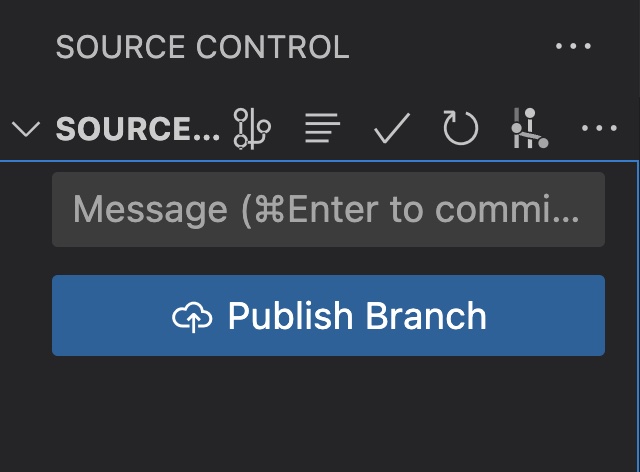 SOURCE CONTROL
SOURCE...
Message (⌘Enter to commi...
Publish Branch